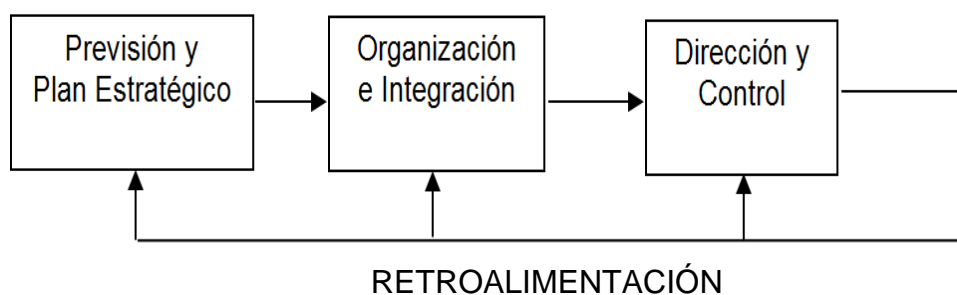 Previsión y
Plan Estratégico
Organización
e Integración
Dirección y
Control
RETROALIMENTACIÓN